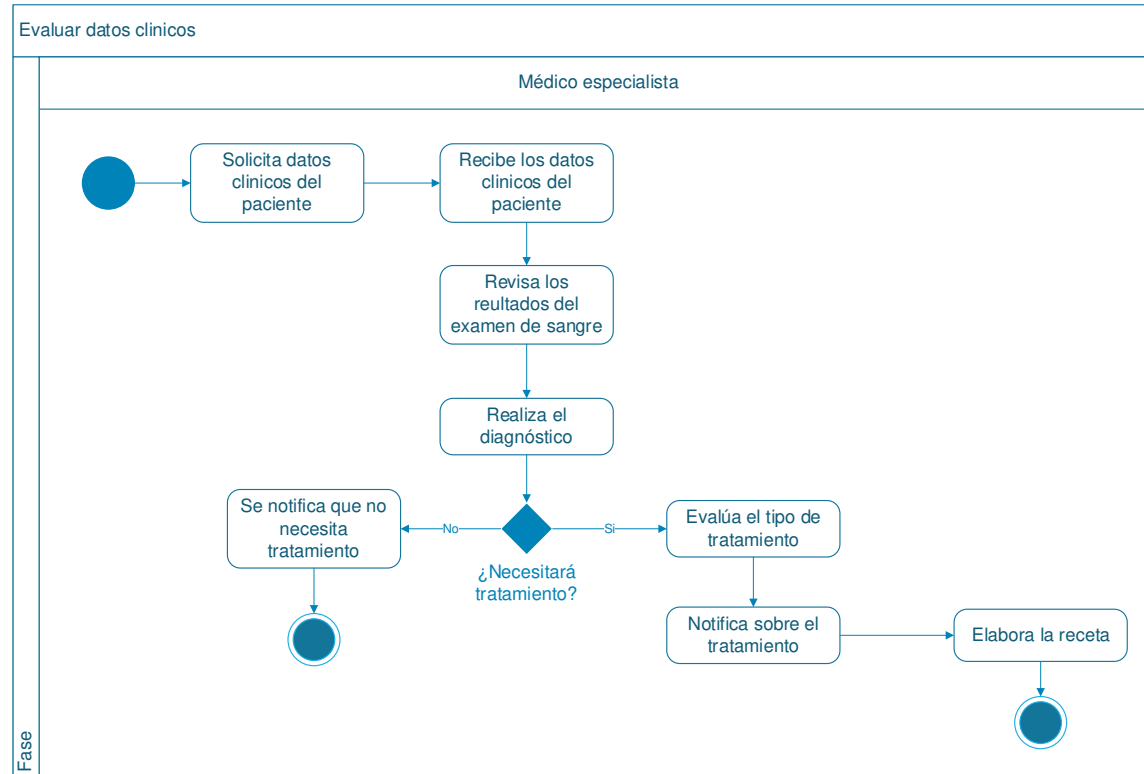 Evaluar datos clinicos
Médico especialista
Solicita datos
clinicos del
paciente
Recibe los datos
clinicos del
paciente
Revisa los
reultados del
examen de sangre
Realiza el
diagnóstico
Se notifica que no
necesita
tratamiento
No
Si
¿Necesitará
tratamiento?
Evalúa el tipo de
tratamiento
Notifica sobre el
tratamiento
Elabora la receta
Fase